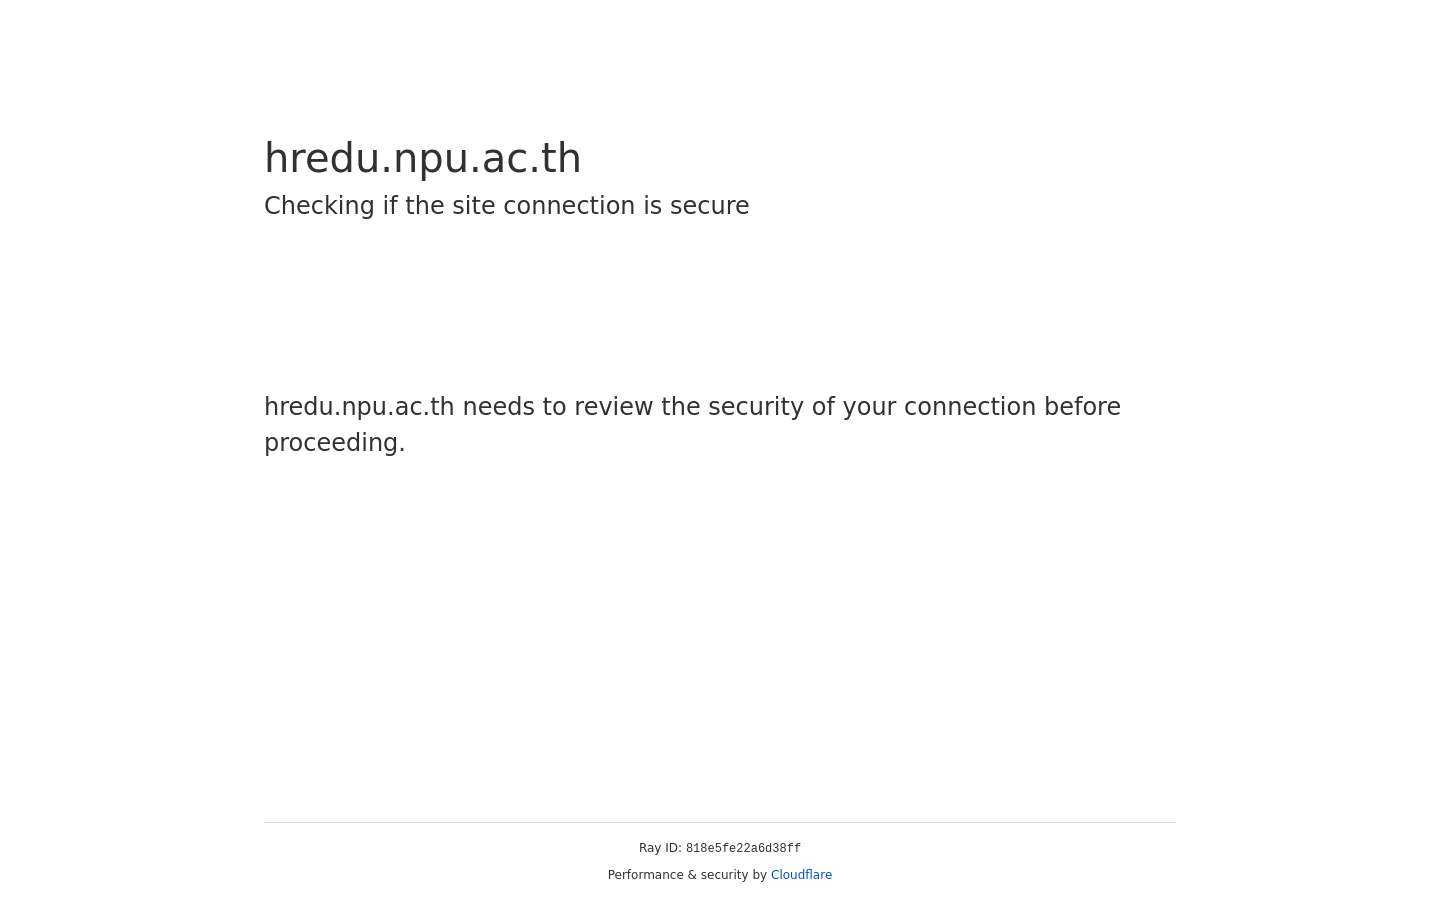 hredu.npu.ac.th
Checking if the site connection is secure
hredu.npu.ac.th needs to review the security of your connection before
proceeding.
Ray ID: 818e5fe22a6d38ff
Performance & security by Cloudflare